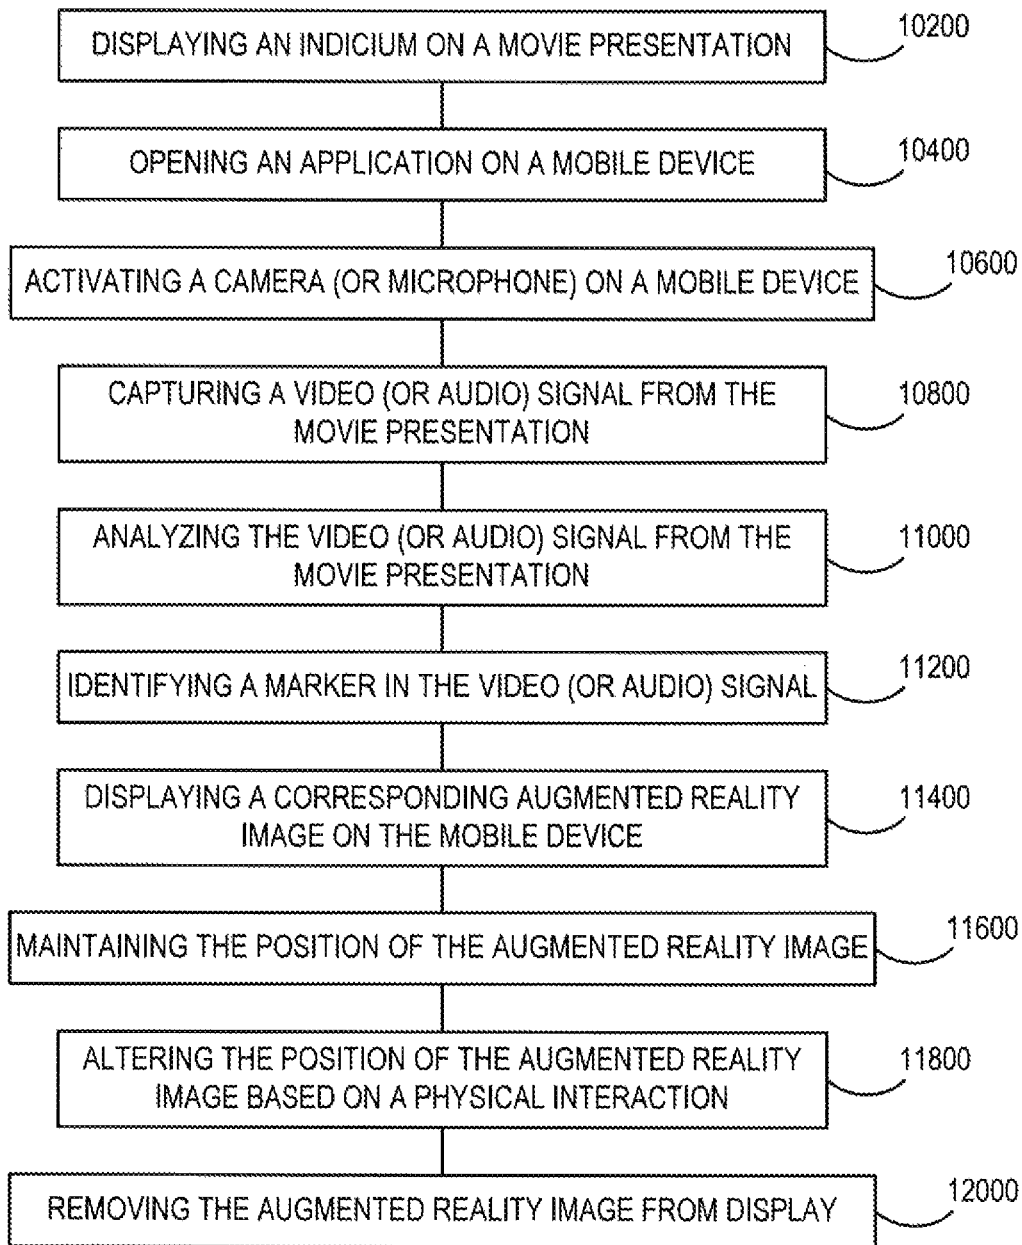 DISPLAYING AN INDICIUM ON A MOVIE PRESENTATION
10200
OPENING AN APPLICATION ON A MOBILE DEVICE
10400
ACTIVATING A CAMERA (OR MICROPHONE) ON A MOBILE DEVICE
10600
CAPTURING A VIDEO (OR AUDIO) SIGNAL FROM THE
MOVIE PRESENTATION
10800
ANALYZING THE VIDEO (OR AUDIO) SIGNAL FROM THE
MOVIE PRESENTATION
11000
IDENTIFYING A MARKER IN THE VIDEO (OR AUDIO) SIGNAL
11200
DISPLAYING A CORRESPONDING AUGMENTED REALITY
IMAGE ON THE MOBILE DEVICE
11400
MAINTAINING THE POSITION OF THE AUGMENTED REALITY IMAGE
11600
ALTERING THE POSITION OF THE AUGMENTED REALITY
IMAGE BASED ON A PHYSICAL INTERACTION
11800
REMOVING THE AUGMENTED REALITY IMAGE FROM DISPLAY
12000